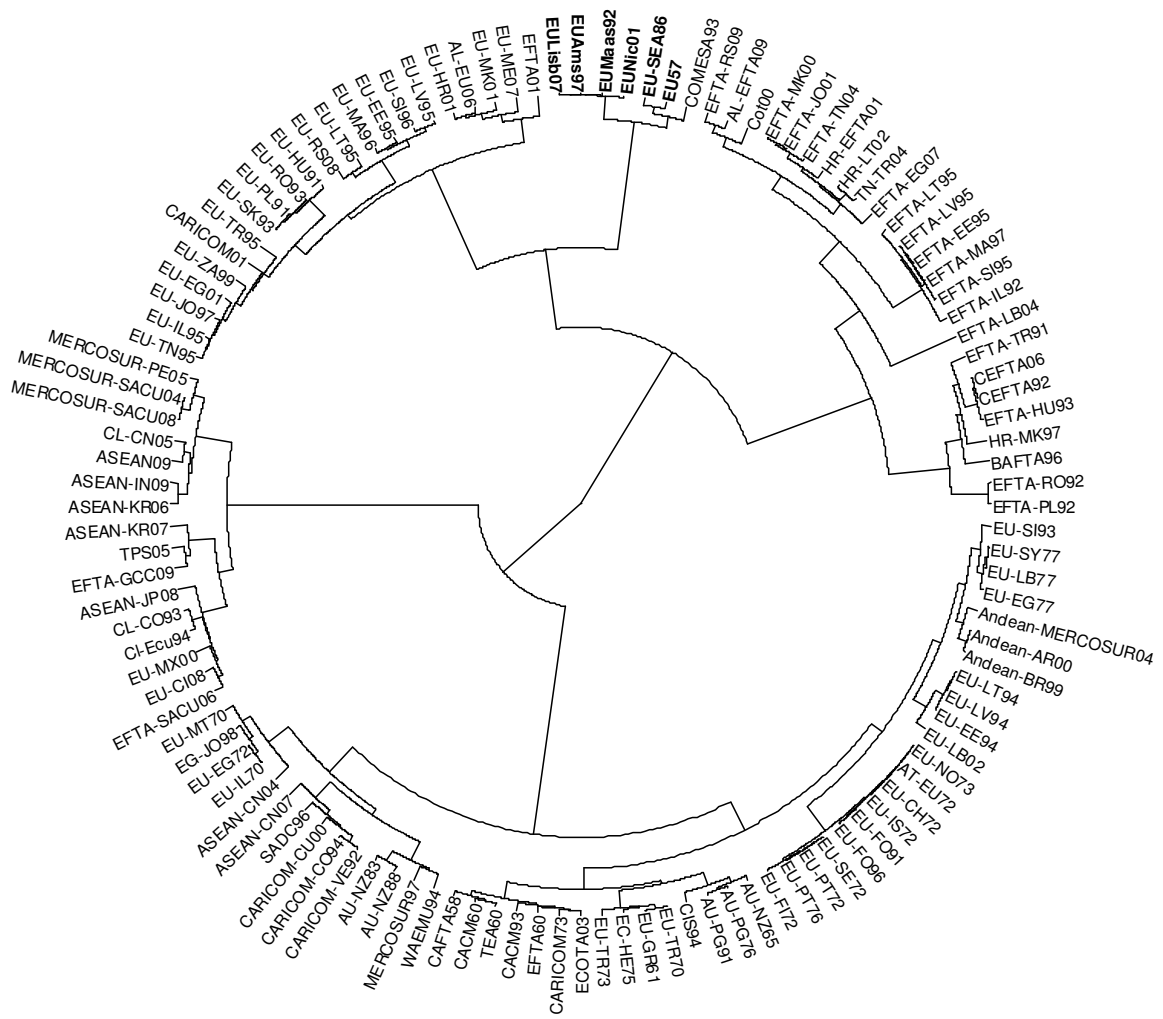 EULisb07
EUAms97
EUMaas92
EUNic01
EU-SEA86
EU57
COMESA93
EFTA-RS09
AL-EFTA09
Cot00
EFTA-MK00
EFTA-JO01
EFTA-TN04
HR-EFTA01
HR-LT02
TN-TR04
EFTA-EG07
EFTA-LT95
EFTA-LV95
EFTA-EE95
EFTA-MA97
EFTA-SI95
EFTA-IL92
EFTA-LB04
EFTA-TR91
CEFTA06
CEFTA92
EFTA-HU93
HR-MK97
BAFTA96
EFTA-RO92
EFTA-PL92
EU-SI93
EU-SY77
EU-LB77
EU-EG77
Andean-MERCOSUR04
Andean-AR00
Andean-BR99
EU-LT94
EU-LV94
EU-EE94
EU-LB02
EU-NO73
AT-EU72
EU-CH72
EU-IS72
EU-FO91
EU-FO96
EU-SE72
EU-PT72
EU-PT76
EU-FI72
AU-NZ65
AU-PG76
AU-PG91
CIS94
EU-TR70
EU-GR61
EC-HE75
EU-TR73
ECOTA03
CARICOM73
EFTA60
CACM93
TEA60
CACM60
CAFTA58
WAEMU94
MERCOSUR97
AU-NZ88
AU-NZ83
CARICOM-VE92
CARICOM-CO94
CARICOM-CU00
SADC96
ASEAN-CN07
ASEAN-CN04
EU-IL70
EU-EG72
EG-JO98
EU-MT70
EFTA-SACU06
EU-CI08
EU-MX00
Cl-Ecu94
CL-CO93
ASEAN-JP08
EFTA-GCC09
TPS05
ASEAN-KR07
ASEAN-KR06
ASEAN-IN09
ASEAN09
CL-CN05
MERCOSUR-SACU08
MERCOSUR-SACU04
MERCOSUR-PE05
EU-TN95
EU-IL95
EU-JO97
EU-EG01
EU-ZA99
CARICOM01
EU-TR95
EU-SK93
EU-PL91
EU-RO93
EU-HU91
EU-RS08
EU-LT95
EU-MA96
EU-EE95
EU-SI96
EU-LV95
EU-HR01
AL-EU06
EU-MK01
EU-ME07
EFTA01